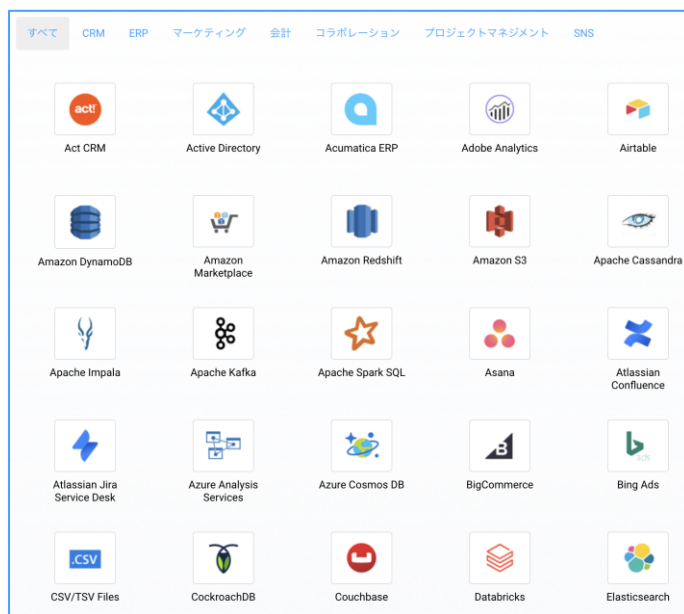 すべて CRM ERP マーケティング 会計 コラボレーション プロジェクトマネジメント SNS
act!
Act CRM Active Directory Acumatica ERP Adobe Analytics Airtable
Amazon DynamoDB Amazon Marketplace Amazon Redshift Amazon S3 Apache Cassandra
Apache Impala Apache Kafka Apache Spark SQL Asana Atlassian Confluence
B
b ads
Atlassian Jira Service Desk Azure Analysis Services Azure Cosmos DB BigCommerce Bing Ads
.CSV
CSV/TSV Files CockroachDB Couchbase Databricks Elasticsearch